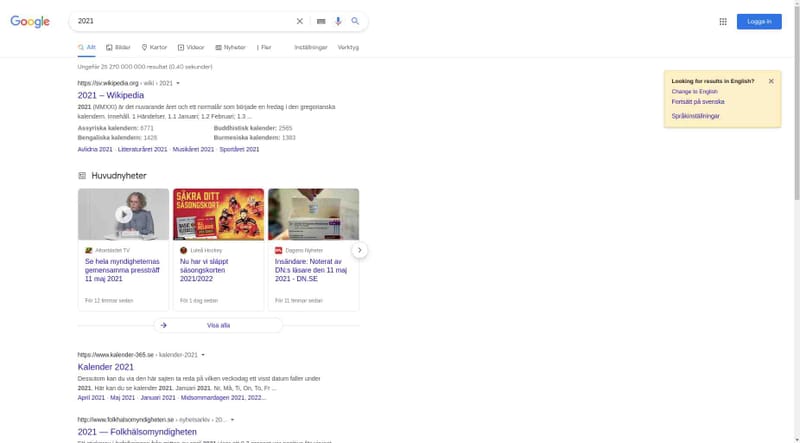 Google
2021
Logga in
Allt Bilder Kartor Videor Nyheter Fler Inställningar Verktyg
Ungefär 25 270 000 000 resultat (0,40 sekunder)
https://sv.wikipedia.org › wiki › 2021
2021 – Wikipedia
2021 (MMXXI) är det nuvarande året och ett normalår som började en fredag i den gregorianska
kalendern. Innehåll. 1 Händelser. 1.1 Januari; 1.2 Februari; 1.3 ...
Assyriska kalendern: 6771 Buddhistisk kalender: 2565
Bengaliska kalendern: 1428 Burmesiska kalendern: 1383
Avlidna 2021 · Litteraturåret 2021 · Musikåret 2021 · Sportåret 2021
Looking for results in English?
Change to English
Fortsätt på svenska
Språkinställningar
Huvudnyheter
SÄKRA DITT
SÄSONGSKORT
Aftonbladet TV
Se hela myndigheternas
gemensamma pressträff
11 maj 2021
För 12 timmar sedan
Luleå Hockey
Nu har vi släppt
säsongskorten
2021/2022
För 1 dag sedan
Dagens Nyheter
Insändare: Noterat av
DN:s läsare den 11 maj
2021 - DN.SE
För 11 timmar sedan
Visa alla
https://www.kalender-365.se › kalender-2021
Kalender 2021
Dessutom kan du via den här sajten ta reda på vilken veckodag ett visst datum faller under
2021. Här kan du se kalender 2021. Januari 2021. Nr, Må, Ti, On, To, Fr ...
April 2021 · Maj 2021 · Januari 2021 · Midsommardagen 2021, 2022...
http://www.folkhalsomyndigheten.se › nyhetsarkiv › 20...
2021 — Folkhälsomyndigheten